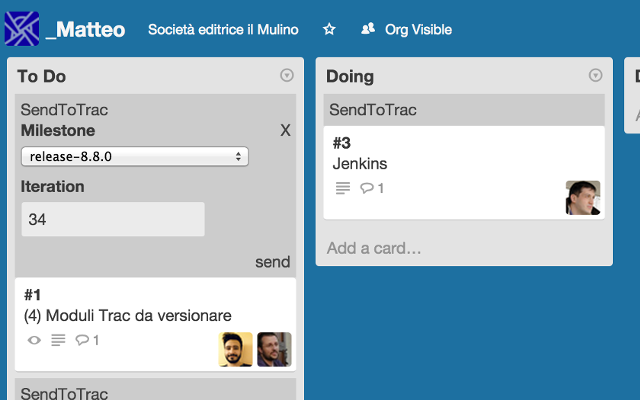 _Matteo
Società editrice il Mulino
Org Visible
To Do
SendToTrac
Milestone
X
release-8.8.0
Iteration
34
send
#1
(4) Moduli Trac da versionare
1
SendToTrac
Doing
SendToTrac
#3
Jenkins
1
Add a card...